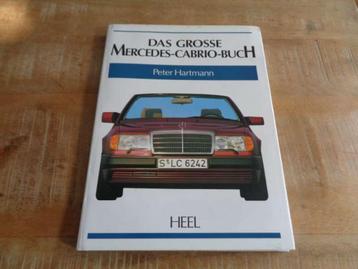 DAS GROSSE
MERCEDES-CABRIO-BUCH
Peter Hartmann
S LC 6242
HEEL